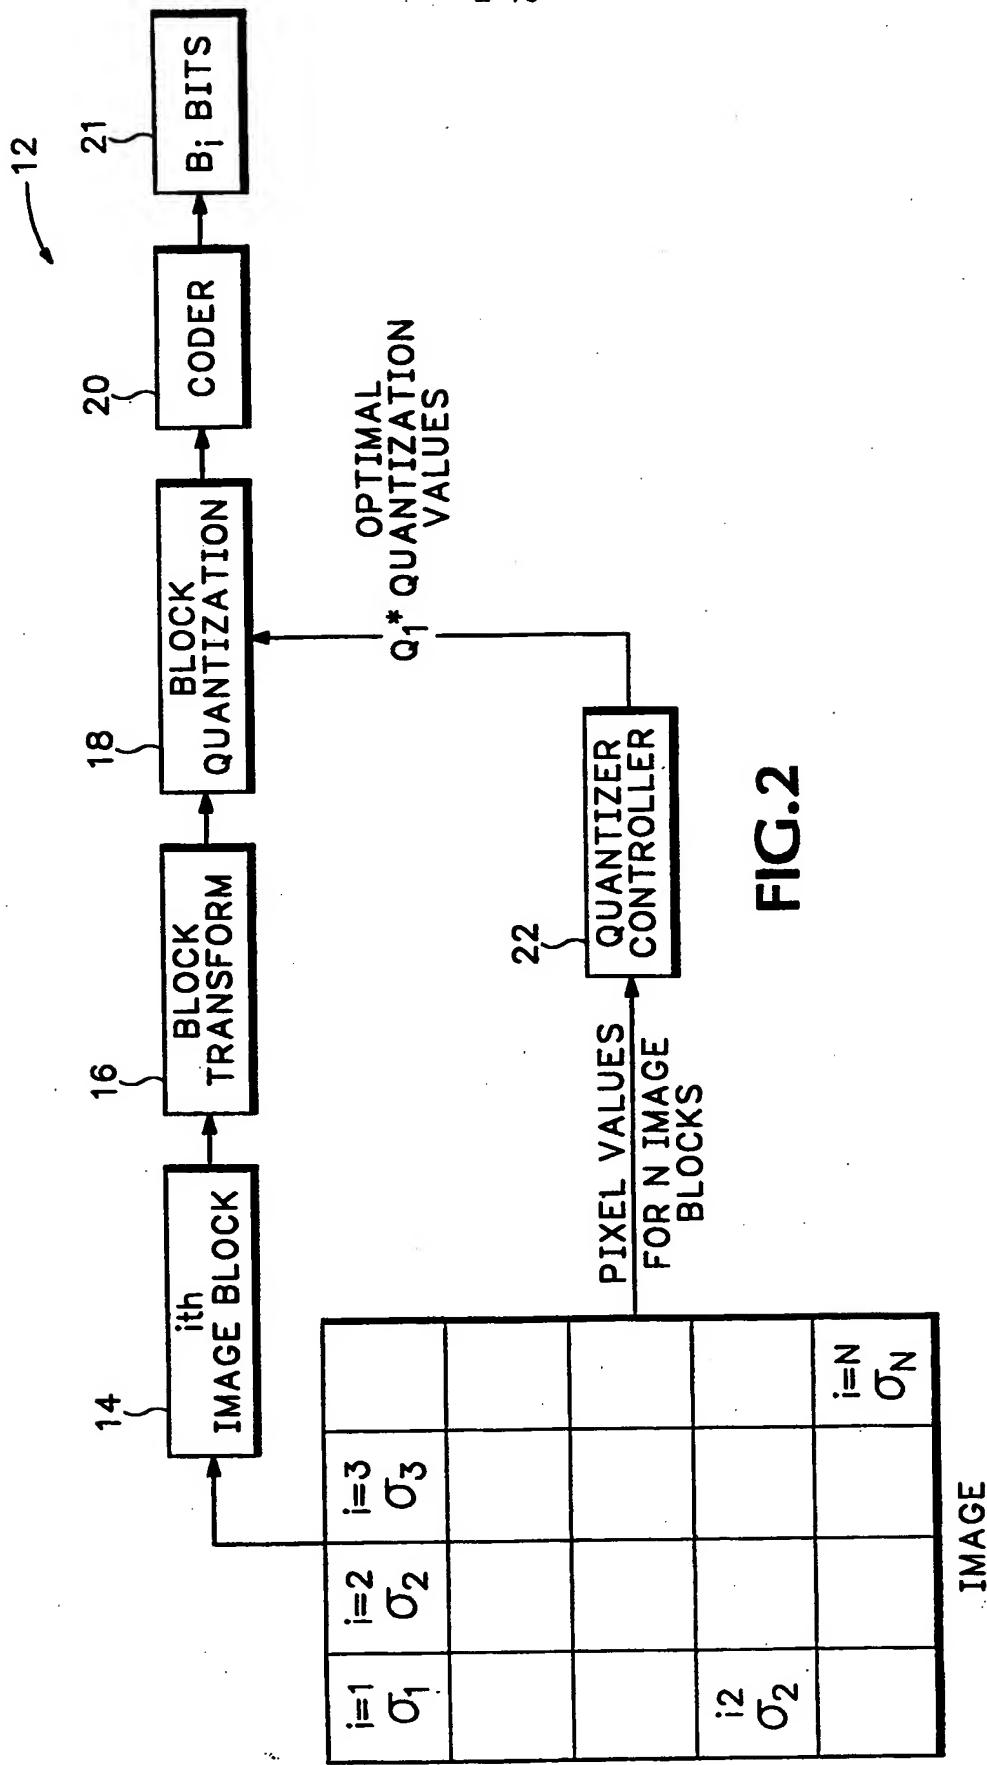 12
14
ith
IMAGE BLOCK
16
BLOCK
TRANSFORM
18
BLOCK
QUANTIZATION
20
CODER
21
Bi BITS
OPTIMAL
Q1* QUANTIZATION
VALUES
22
QUANTIZER
CONTROLLER
PIXEL VALUES
FOR N IMAGE
BLOCKS
i=1 i=2 i=3
σ1 σ2 σ3
i2
σ2
i=N
σN
IMAGE
FIG.2